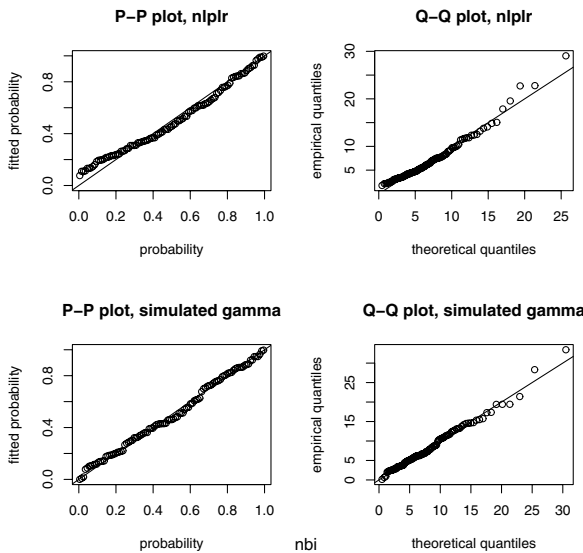 P–P plot, nlplr
fitted probability
0.0 0.4 0.8
0.0 0.2 0.4 0.6 0.8 1.0
probability
Q–Q plot, nlplr
empirical quantiles
5 15 20 30
0 5 10 15 20 25
theoretical quantiles
P–P plot, simulated gamma
fitted probability
0.0 0.4 0.8
0.0 0.2 0.4 0.6 0.8 1.0
probability
Q–Q plot, simulated gamma
empirical quantiles
0 5 15 25
0 5 10 15 20 25 30
theoretical quantiles
nbi